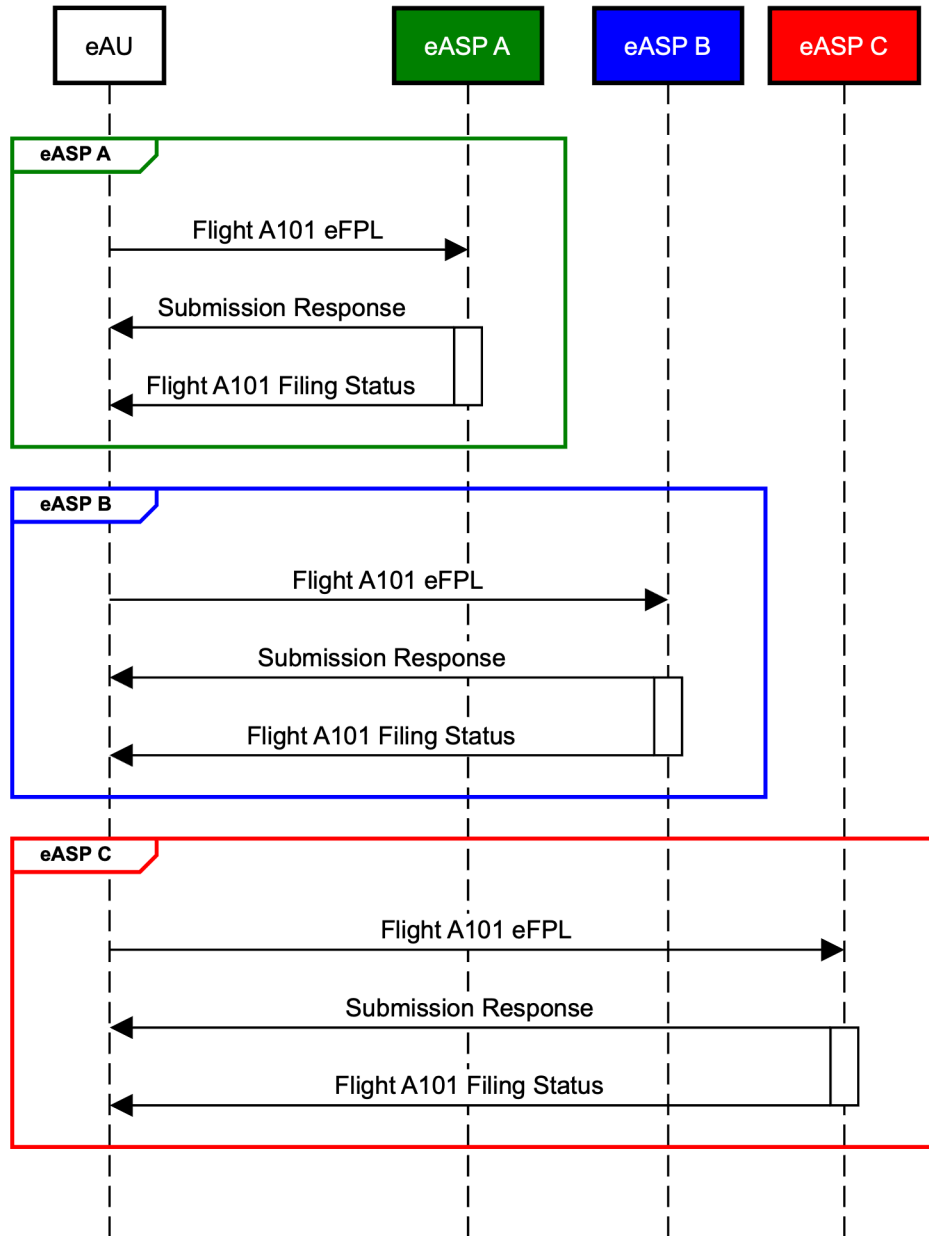 eAU
eASP A
eASP B
eASP C
eASP A
Flight A101 eFPL
Submission Response
Flight A101 Filing Status
eASP B
Flight A101 eFPL
Submission Response
Flight A101 Filing Status
eASP C
Flight A101 eFPL
Submission Response
Flight A101 Filing Status